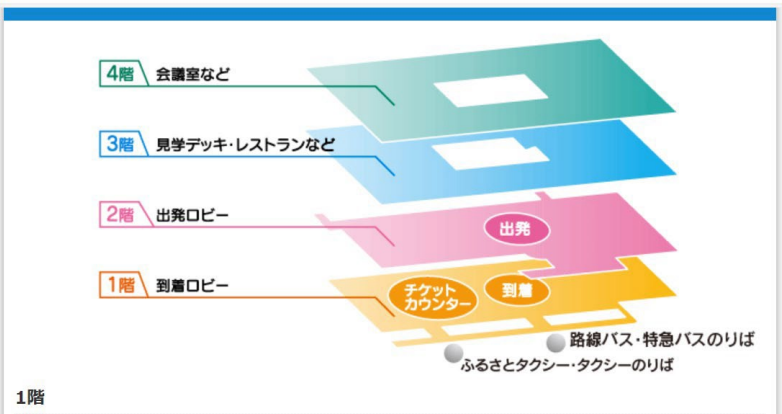 4階 会議室など
3階 見学デッキ・レストランなど
2階 出発ロビー
出発
1階 到着ロビー
チケット
カウンター
到着
路線バス・特急バスのりば
ふるさとタクシー・タクシーのりば
1階